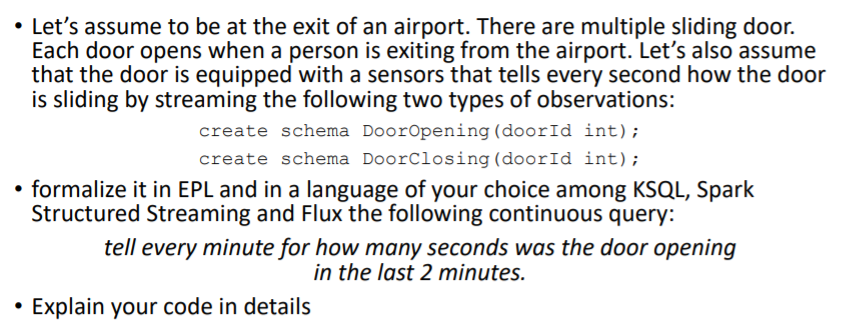 • Let's assume to be at the exit of an airport. There are multiple sliding door.
Each door opens when a person is exiting from the airport. Let's also assume
that the door is equipped with a sensors that tells every second how the door
is sliding by streaming the following two types of observations:
create schema DoorOpening(doorId int);
create schema DoorClosing(doorId int);
• formalize it in EPL and in a language of your choice among KSQL, Spark
Structured Streaming and Flux the following continuous query:
tell every minute for how many seconds was the door opening
in the last 2 minutes.
• Explain your code in details